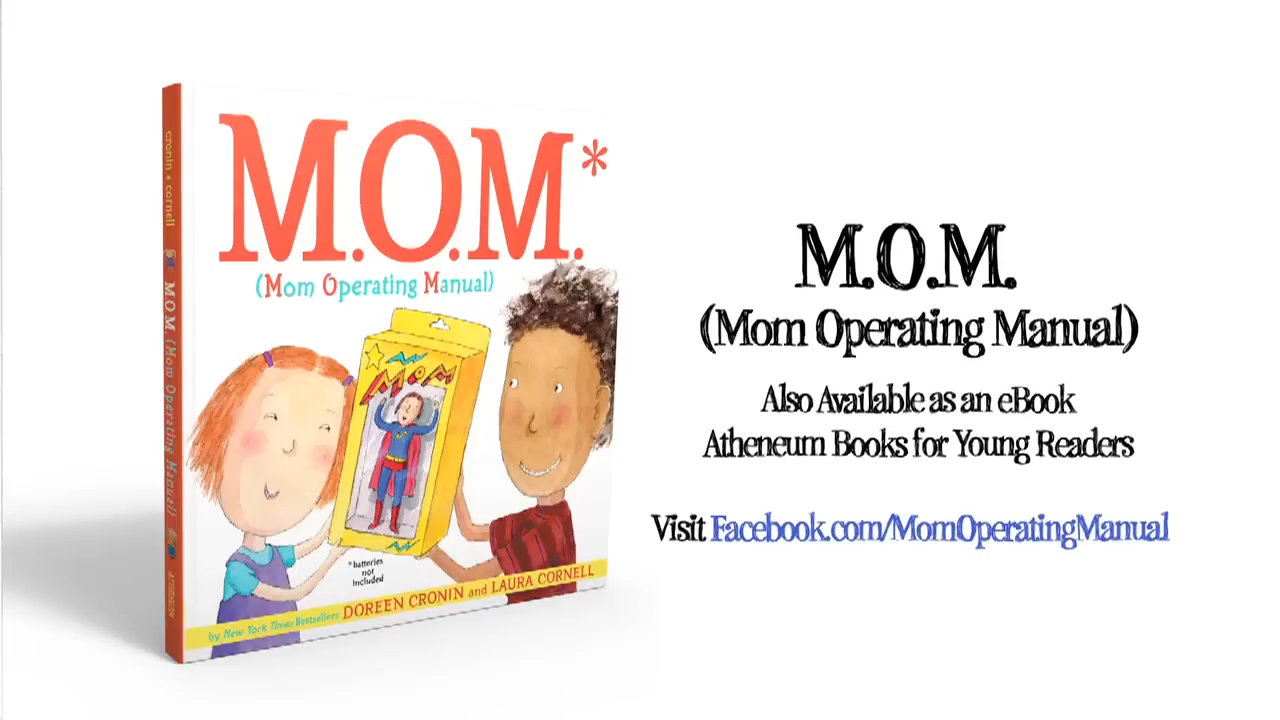 cronin * cornell
M.O.M. (Mom Operating Manual)
ATHENEUM
M.O.M.*
(Mom Operating Manual)
MOM
* batteries
not
included
by New York Times Bestsellers DOREEN CRONIN and LAURA CORNELL
M.O.M.
(Mom Operating Manual)
Also Available as an eBook
Atheneum Books for Young Readers
Visit Facebook.com/MomOperatingManual